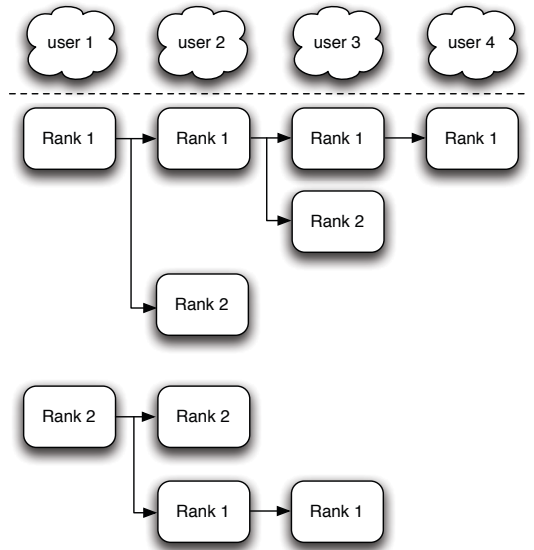 user 1 user 2 user 3 user 4
Rank 1 Rank 1 Rank 1 Rank 1
Rank 2
Rank 2
Rank 2 Rank 2
Rank 1 Rank 1